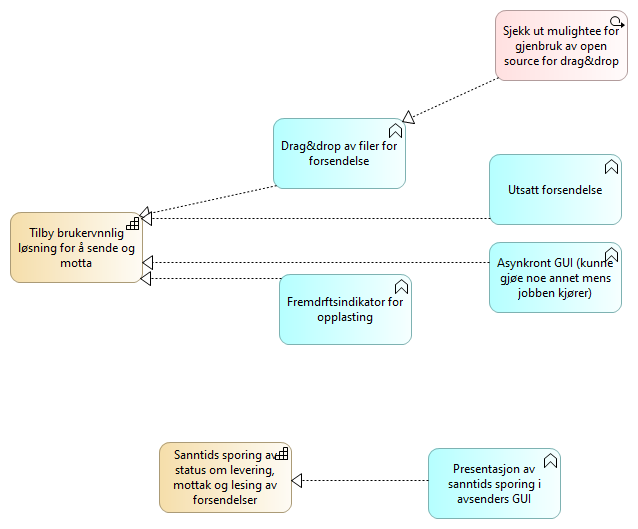 Sjekk ut mulightee for
gjenbruk av open
source for drag&drop
Drag&drop av filer for
forsendelse
Utsatt forsendelse
Tilby brukervnnlig
løsning for å sende og
motta
Asynkront GUI (kunne
gjøe noe annet mens
jobben kjører)
Fremdrftsindikator for
opplasting
Sanntids sporing av
status om levering,
mottak og lesing av
forsendelser
Presentasjon av
sanntids sporing i
avsenders GUI